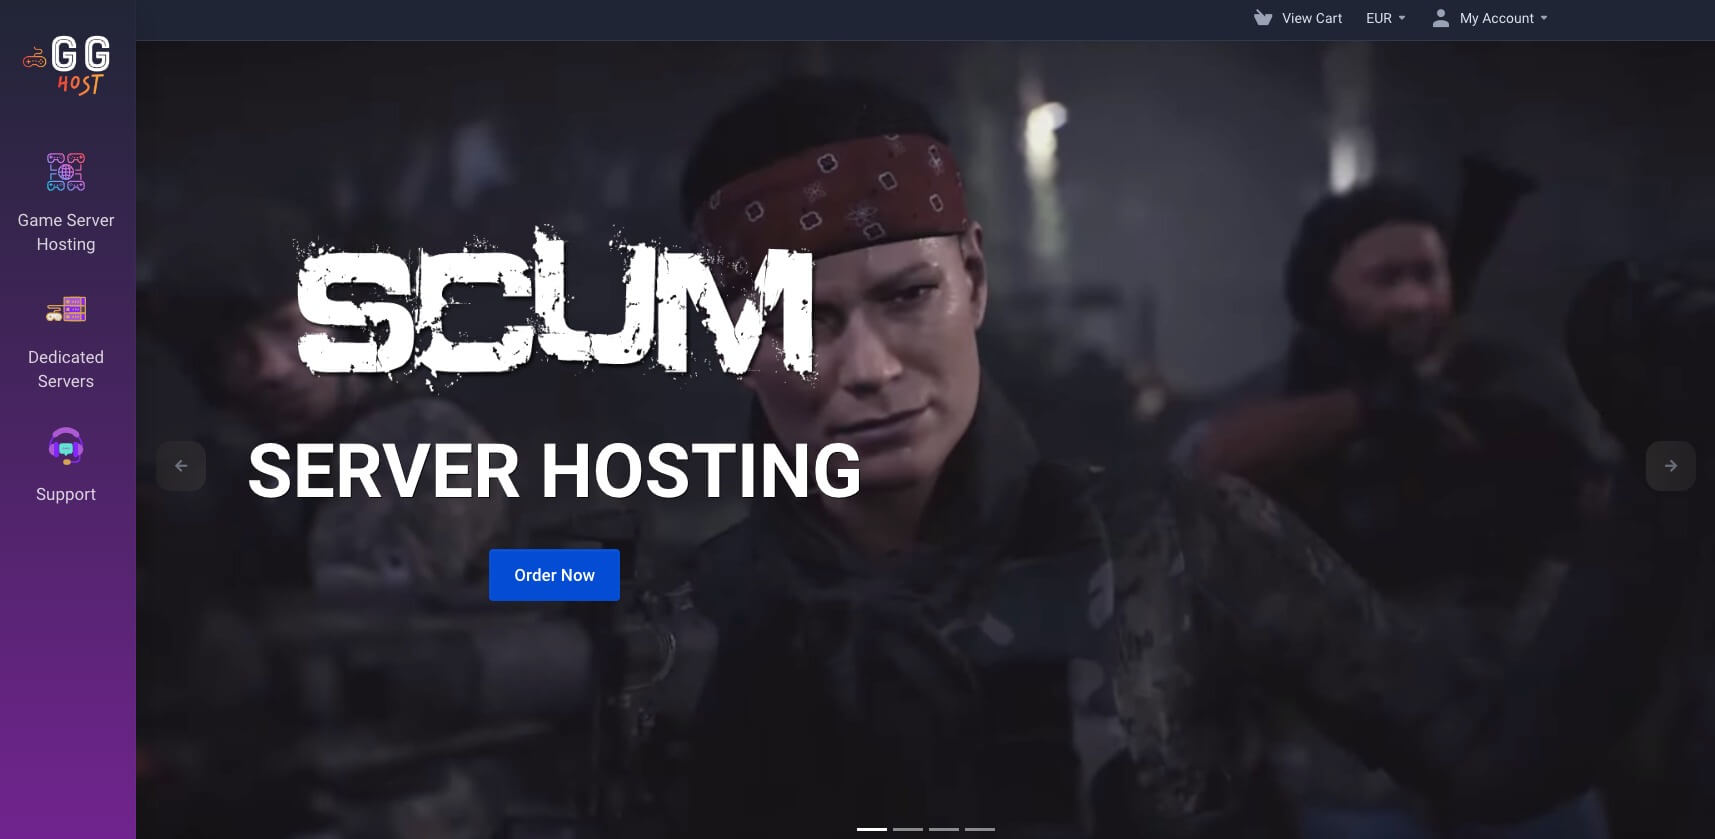 GG
HOST
View Cart
EUR
My Account
Game Server
Hosting
Dedicated
Servers
Support
SCUM
SERVER HOSTING
Order Now